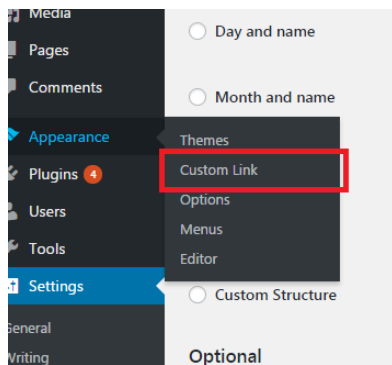 Media
Pages
Comments
Appearance
Plugins 4
Users
Tools
Settings
General
Writing
Themes
Custom Link
Options
Menus
Editor
Day and name
Month and name
Custom Structure
Optional